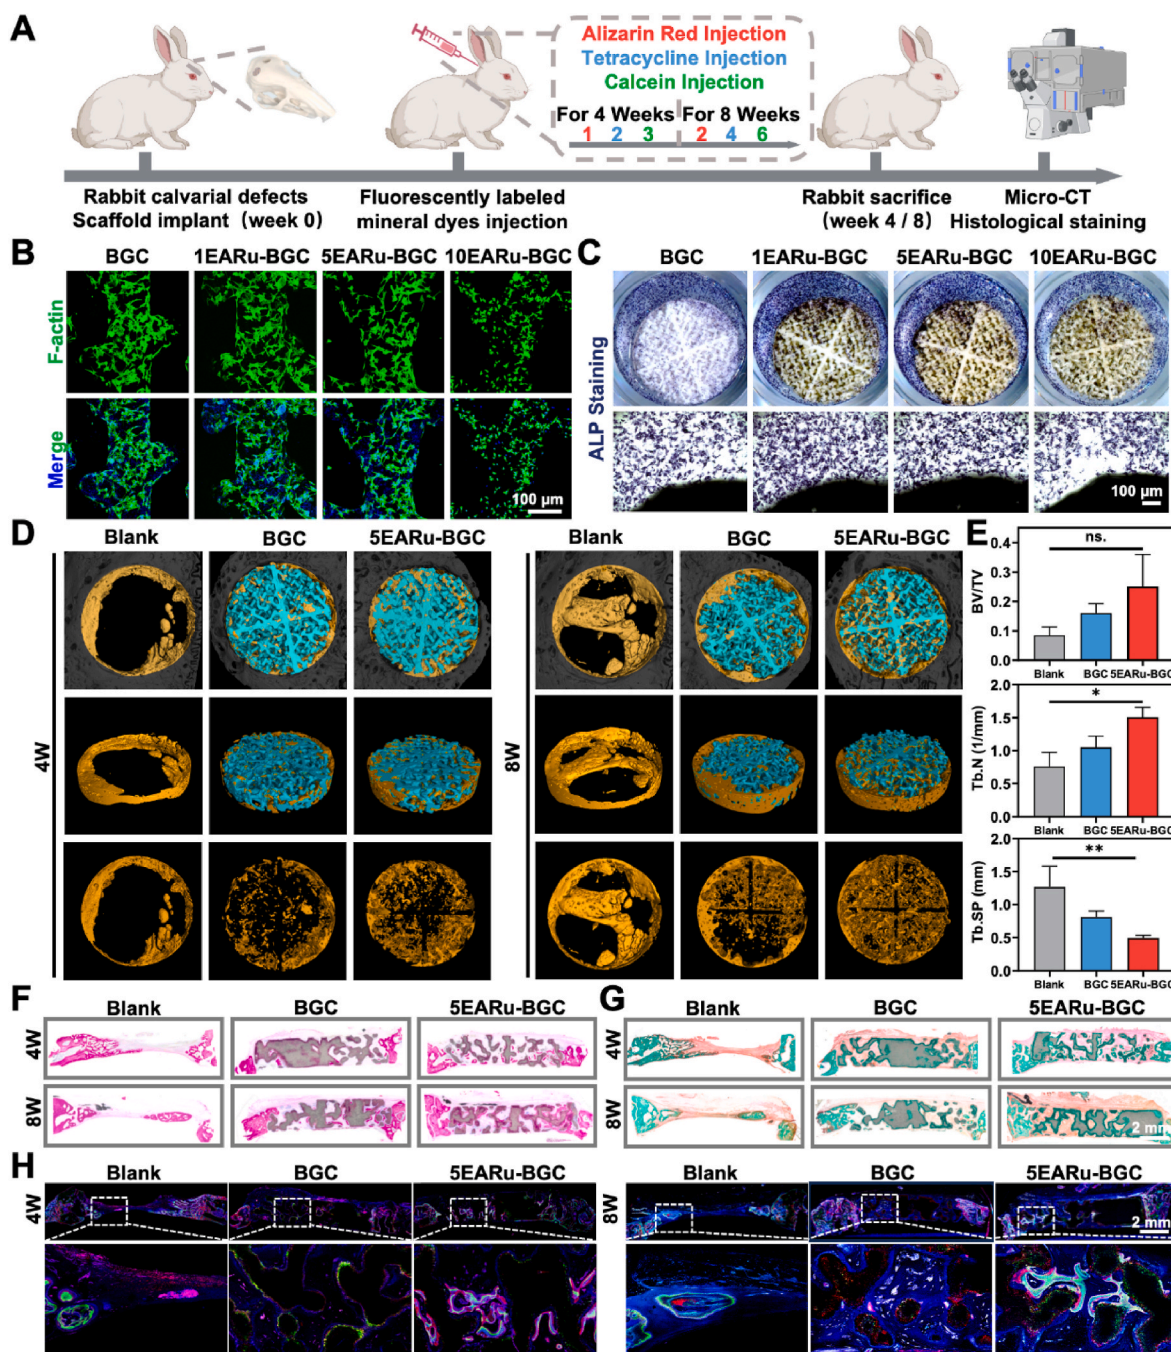 A
Alizarin Red Injection
Tetracycline Injection
Calcein Injection
For 4 Weeks For 8 Weeks
1 2 3 2 4 6
Rabbit calvarial defects
Scaffold implant (week 0)
Fluorescently labeled
mineral dyes injection
Rabbit sacrifice
(week 4 / 8)
Micro-CT
Histological staining
B
BGC 1EARu-BGC 5EARu-BGC 10EARu-BGC
F-actin
Merge
100 μm
C
BGC 1EARu-BGC 5EARu-BGC 10EARu-BGC
ALP Staining
100 μm
D
Blank BGC 5EARu-BGC
4W
Blank BGC 5EARu-BGC
8W
E
ns.
BV/TV
0.4
0.3
0.2
0.1
0.0
Blank BGC 5EARu-BGC
*
Tb.N (1/mm)
2.0
1.5
1.0
0.5
0.0
Blank BGC 5EARu-BGC
**
Tb.SP (mm)
2.0
1.5
1.0
0.5
0.0
Blank BGC 5EARu-BGC
F
Blank BGC 5EARu-BGC
4W
8W
G
Blank BGC 5EARu-BGC
4W
8W
2 mm
H
Blank BGC 5EARu-BGC
4W
Blank BGC 5EARu-BGC
8W
2 mm